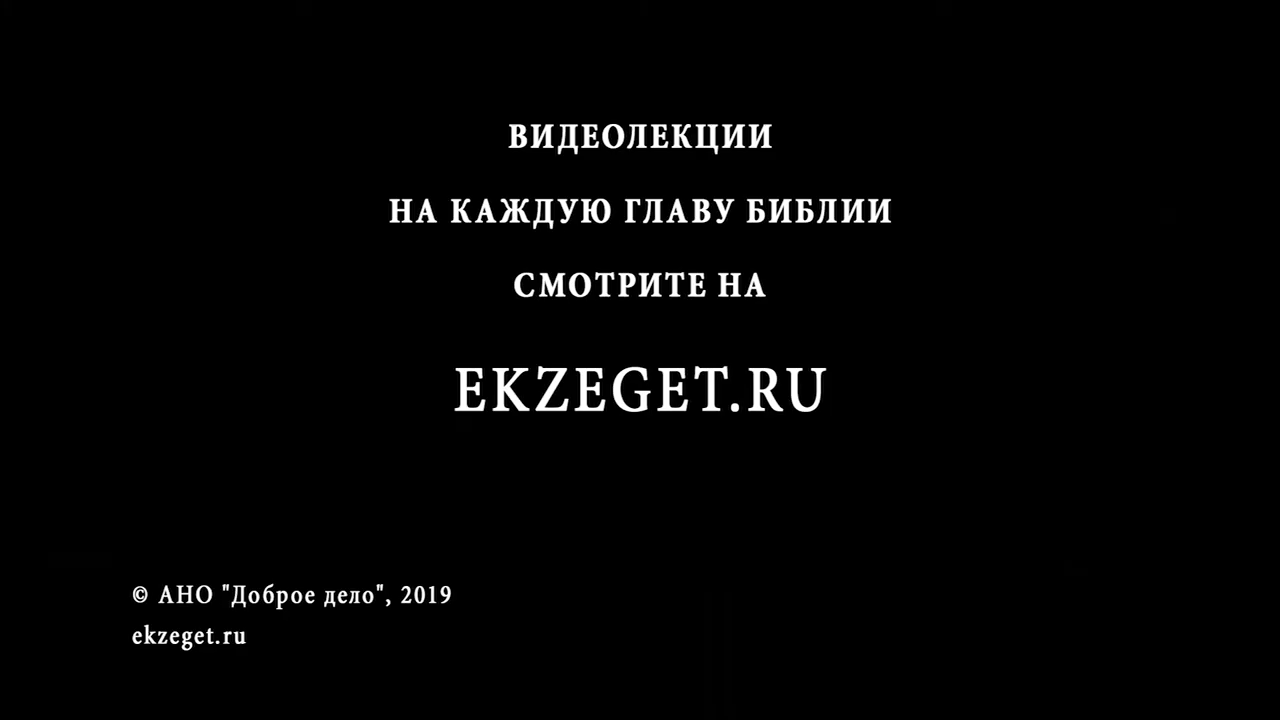 ВИДЕОЛЕКЦИИ
НА КАЖДУЮ ГЛАВУ БИБЛИИ
СМОТРИТЕ НА
EKZEGET.RU
© АНО "Доброе дело", 2019
ekzeget.ru